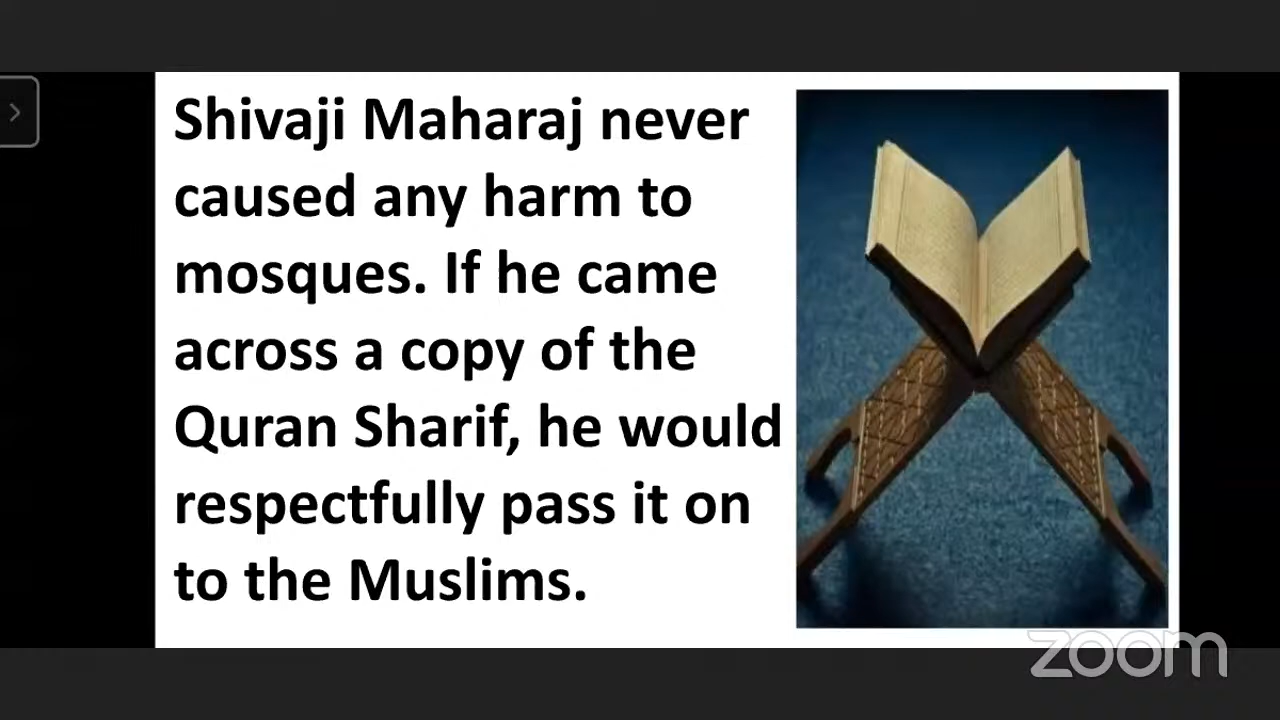 Shivaji Maharaj never
caused any harm to
mosques. If he came
across a copy of the
Quran Sharif, he would
respectfully pass it on
to the Muslims.
zoom